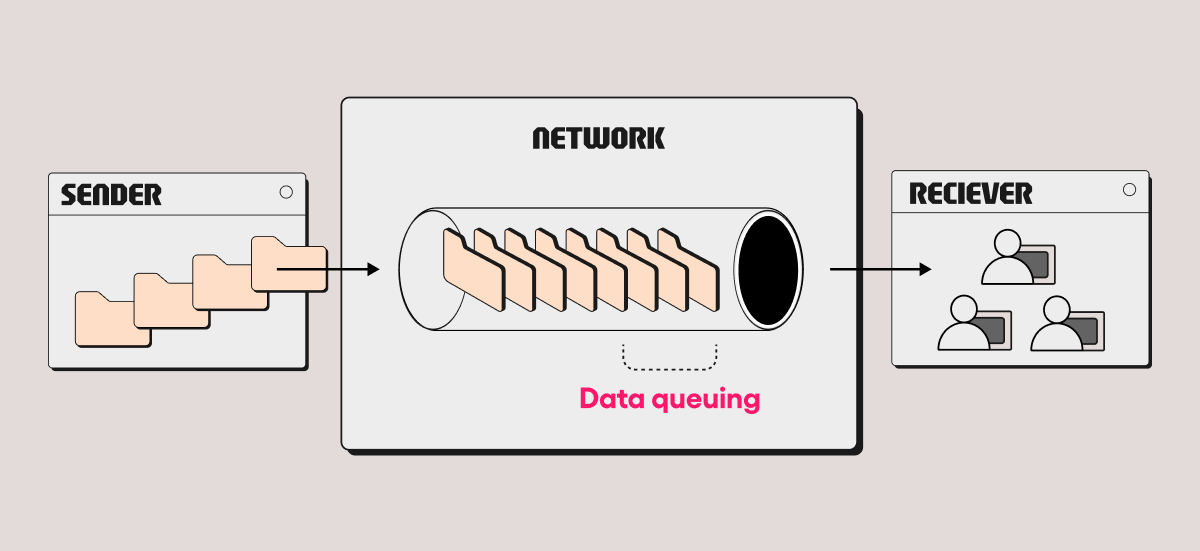 NETWORK
SENDER
RECIEVER
Data queuing